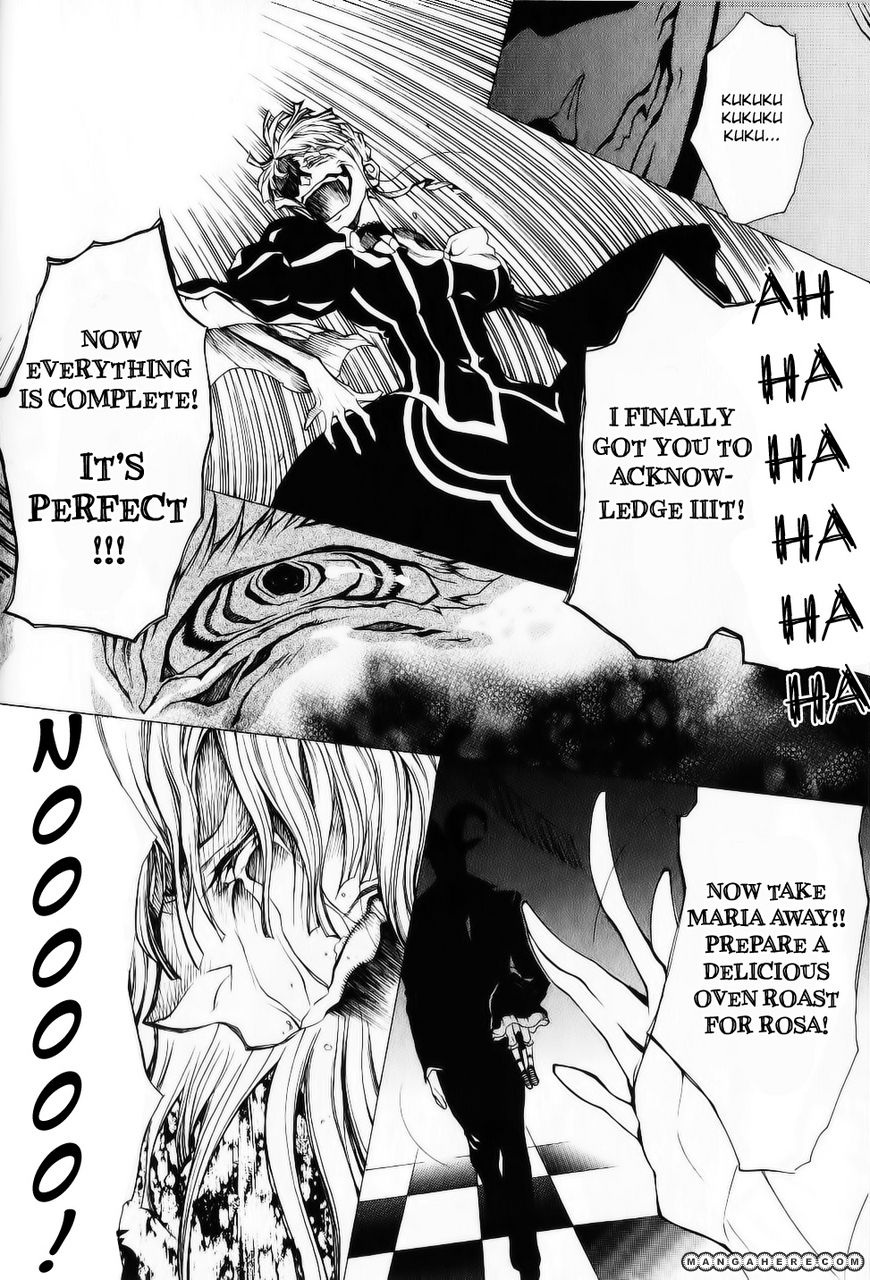 KUKUKU
KUKUKU
KUKU...
AH
HA
HA
HA
HA
HA
I FINALLY
GOT YOU TO
ACKNOW-
LEDGE IIIT!
NOW
EVERYTHING
IS COMPLETE!
IT'S
PERFECT
!!!
NOW TAKE
MARIA AWAY!!
PREPARE A
DELICIOUS
OVEN ROAST
FOR ROSA!
NOOOOOO!
MANGAHERE.COM